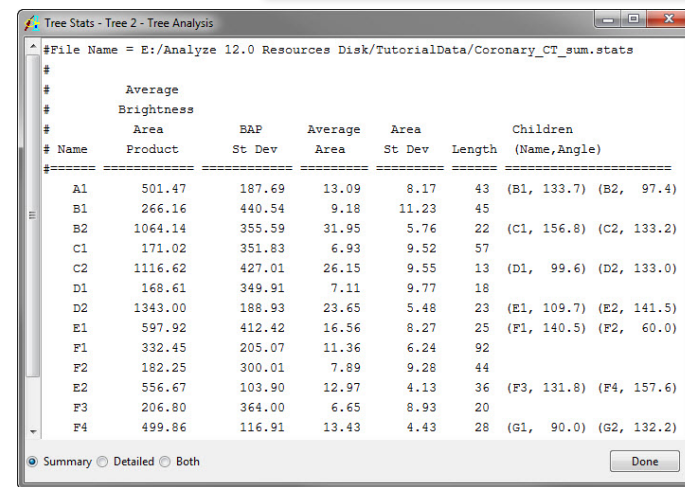 Tree Stats - Tree 2 - Tree Analysis
#File Name = E:/Analyze 12.0 Resources Disk/TutorialData/Coronary_CT_sum.stats
#
# Average
# Brightness
# Area BAP Average Area Children
# Name Product St Dev Area St Dev Length (Name,Angle)
#====== ============ ============ ========= ========= ====== =======================
A1 501.47 187.69 13.09 8.17 43 (B1, 133.7) (B2, 97.4)
B1 266.16 440.54 9.18 11.23 45
B2 1064.14 355.59 31.95 5.76 22 (C1, 156.8) (C2, 133.2)
C1 171.02 351.83 6.93 9.52 57
C2 1116.62 427.01 26.15 9.55 13 (D1, 99.6) (D2, 133.0)
D1 168.61 349.91 7.11 9.77 18
D2 1343.00 188.93 23.65 5.48 23 (E1, 109.7) (E2, 141.5)
E1 597.92 412.42 16.56 8.27 25 (F1, 140.5) (F2, 60.0)
F1 332.45 205.07 11.36 6.24 92
F2 182.25 300.01 7.89 9.28 44
E2 556.67 103.90 12.97 4.13 36 (F3, 131.8) (F4, 157.6)
F3 206.80 364.00 6.65 8.93 20
F4 499.86 116.91 13.43 4.43 28 (G1, 90.0) (G2, 132.2)
Summary Detailed Both Done